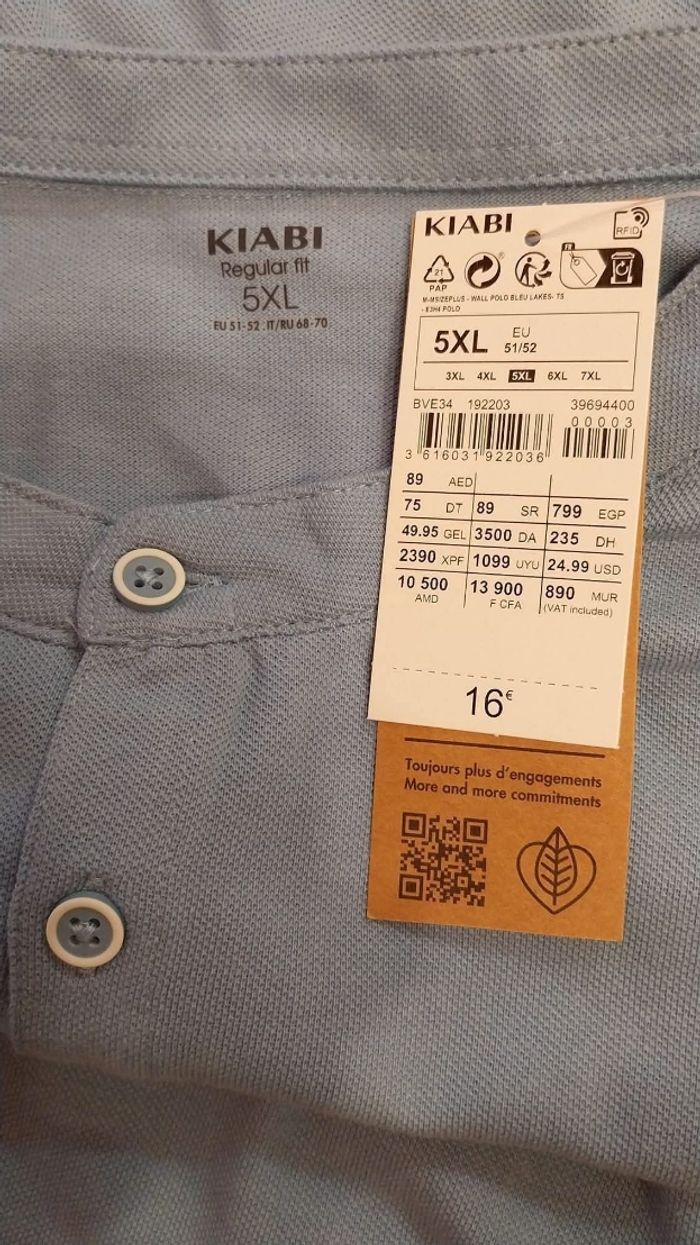 KIABI
Regular fit
5XL
EU 51-52 IT/RU 68-70
KIABI
RFID
21
PAP
FR
M-MSIZEPLUS - WALL POLO BLEU LAKES- TS
- E3H4 POLO
5XL EU 51/52
3XL 4XL 5XL 6XL 7XL
BVE34 192203 39694400
00003
3 616031 922036
89 AED
75 DT 89 SR 799 EGP
49.95 GEL 3500 DA 235 DH
2390 XPF 1099 UYU 24.99 USD
10 500 AMD 13 900 F CFA 890 MUR
(VAT included)
16€
Toujours plus d'engagements
More and more commitments